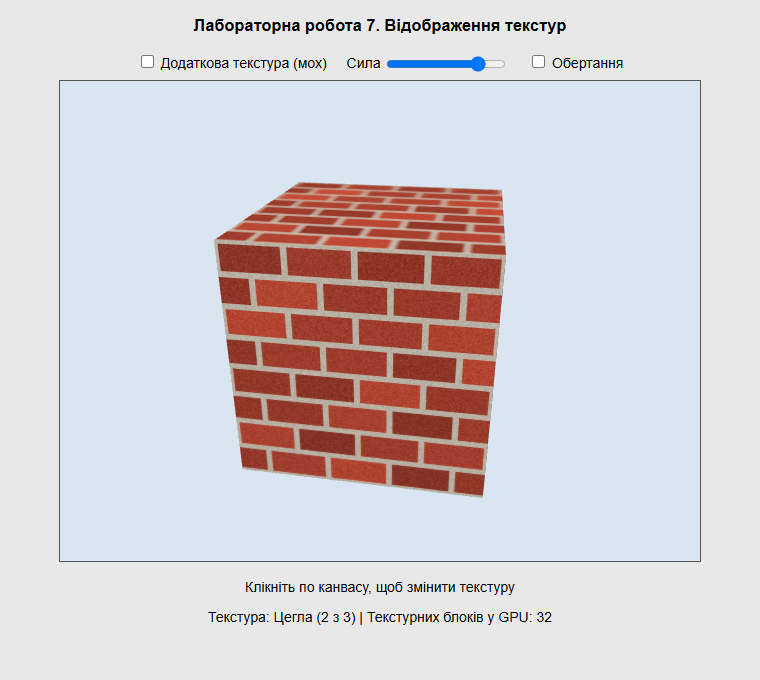 Лабораторна робота 7. Відображення текстур
Додаткова текстура (мох) Сила Обертання
Клікніть по канвасу, щоб змінити текстуру
Текстура: Цегла (2 з 3) | Текстурних блоків у GPU: 32